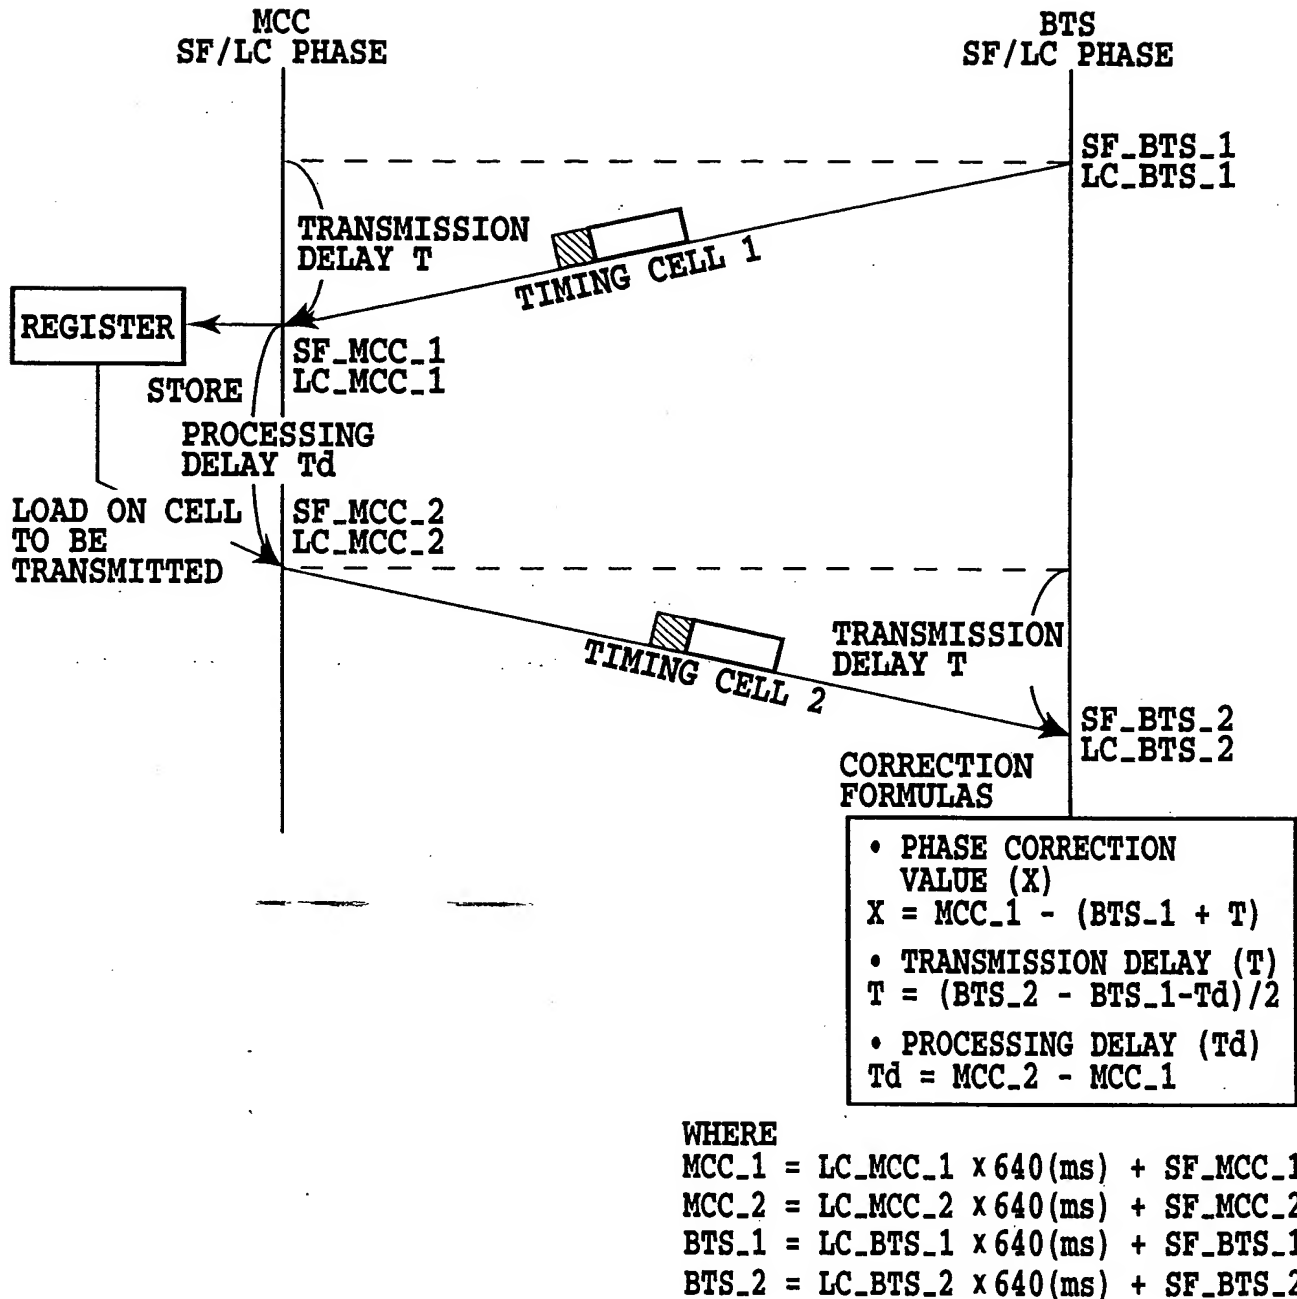 MCC
SF/LC PHASE
BTS
SF/LC PHASE
SF_BTS_1
LC_BTS_1
TRANSMISSION
DELAY T
TIMING CELL 1
REGISTER
SF_MCC_1
LC_MCC_1
STORE
PROCESSING
DELAY Td
LOAD ON CELL
TO BE
TRANSMITTED
SF_MCC_2
LC_MCC_2
TIMING CELL 2
TRANSMISSION
DELAY T
SF_BTS_2
LC_BTS_2
CORRECTION
FORMULAS
• PHASE CORRECTION
VALUE (X)
X = MCC_1 - (BTS_1 + T)
• TRANSMISSION DELAY (T)
T = (BTS_2 - BTS_1-Td)/2
• PROCESSING DELAY (Td)
Td = MCC_2 - MCC_1
WHERE
MCC_1 = LC_MCC_1 x 640(ms) + SF_MCC_1
MCC_2 = LC_MCC_2 x 640(ms) + SF_MCC_2
BTS_1 = LC_BTS_1 x 640(ms) + SF_BTS_1
BTS_2 = LC_BTS_2 x 640(ms) + SF_BTS_2